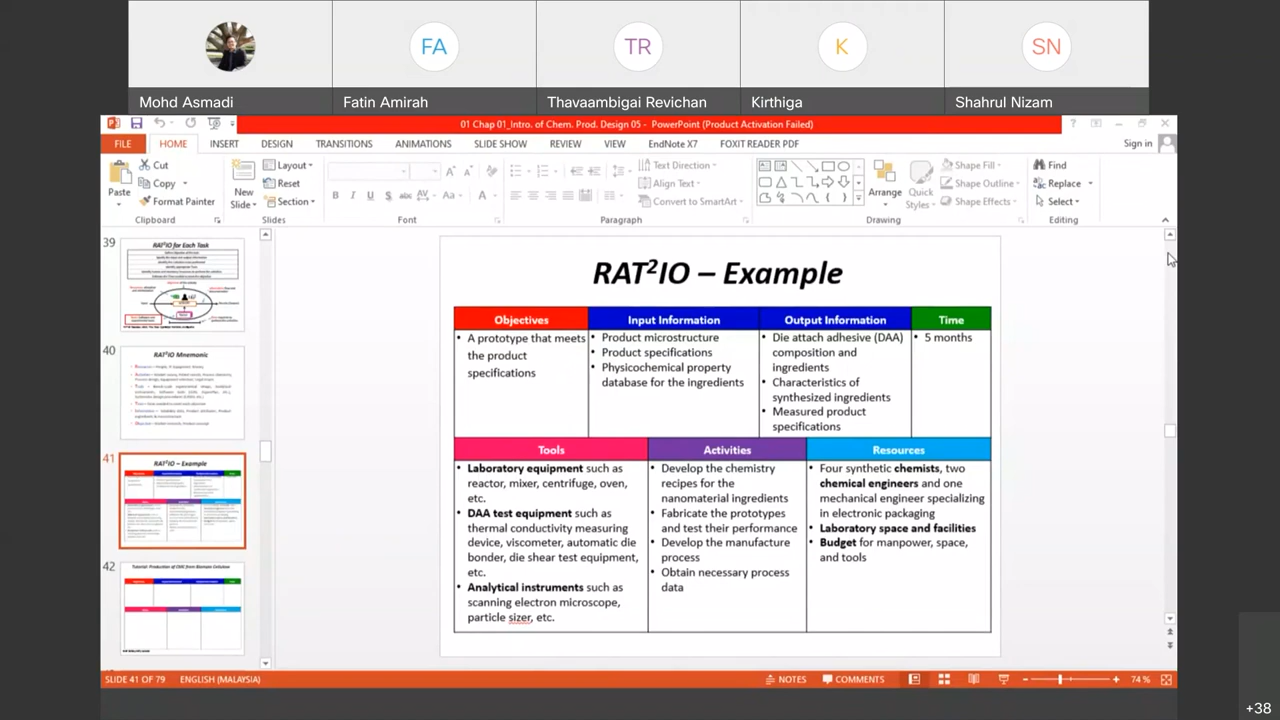 FA
TR
K
SN
Mohd Asmadi
Fatin Amirah
Thavaambigai Revichan
Kirthiga
Shahrul Nizam
01 Chap 01_Intro. of Chem. Prod. Design 05 - PowerPoint (Product Activation Failed)
FILE
HOME
INSERT
DESIGN
TRANSITIONS
ANIMATIONS
SLIDE SHOW
REVIEW
VIEW
EndNote X7
FOXIT READER PDF
Sign in
Paste
Cut
Copy
Format Painter
Clipboard
New
Slide
Layout
Reset
Section
Slides
Font
Text Direction
Align Text
Convert to SmartArt
Paragraph
Arrange
Quick
Styles
Shape Fill
Shape Outline
Shape Effects
Drawing
Find
Replace
Select
Editing
39
RAT²IO for Each Task
40
RAT²IO Mnemonic
41
RAT²IO – Example
42
Tutorial: Production of CMC from Biomass Cellulose
RAT²IO – Example
Objectives
A prototype that meets
the product
specifications
Input Information
Product microstructure
Product specifications
Physicochemical property
database or the ingredients
Output Information
Die attach adhesive (DAA)
composition and
ingredients
Characteristics of
synthesized ingredients
Measured product
specifications
Time
5 months
Tools
Laboratory equipment such as
reactor, mixer, centrifuge, oven,
etc.
DAA test equipment such as
thermal conductivity measuring
device, viscometer, automatic die
bonder, die shear test equipment,
etc.
Analytical instruments such as
scanning electron microscope,
particle sizer, etc.
Activities
Develop the chemistry
recipes for the
nanomaterial ingredients
Fabricate the prototypes
and test their performance
Develop the manufacture
process
Obtain necessary process
data
Resources
Four synthetic chemists, two
chemical engineers and one
mechanical engineer specializing
in electronic packaging
Laboratory space and facilities
Budget for manpower, space,
and tools
SLIDE 41 OF 79
ENGLISH (MALAYSIA)
NOTES
COMMENTS
74 %
+38